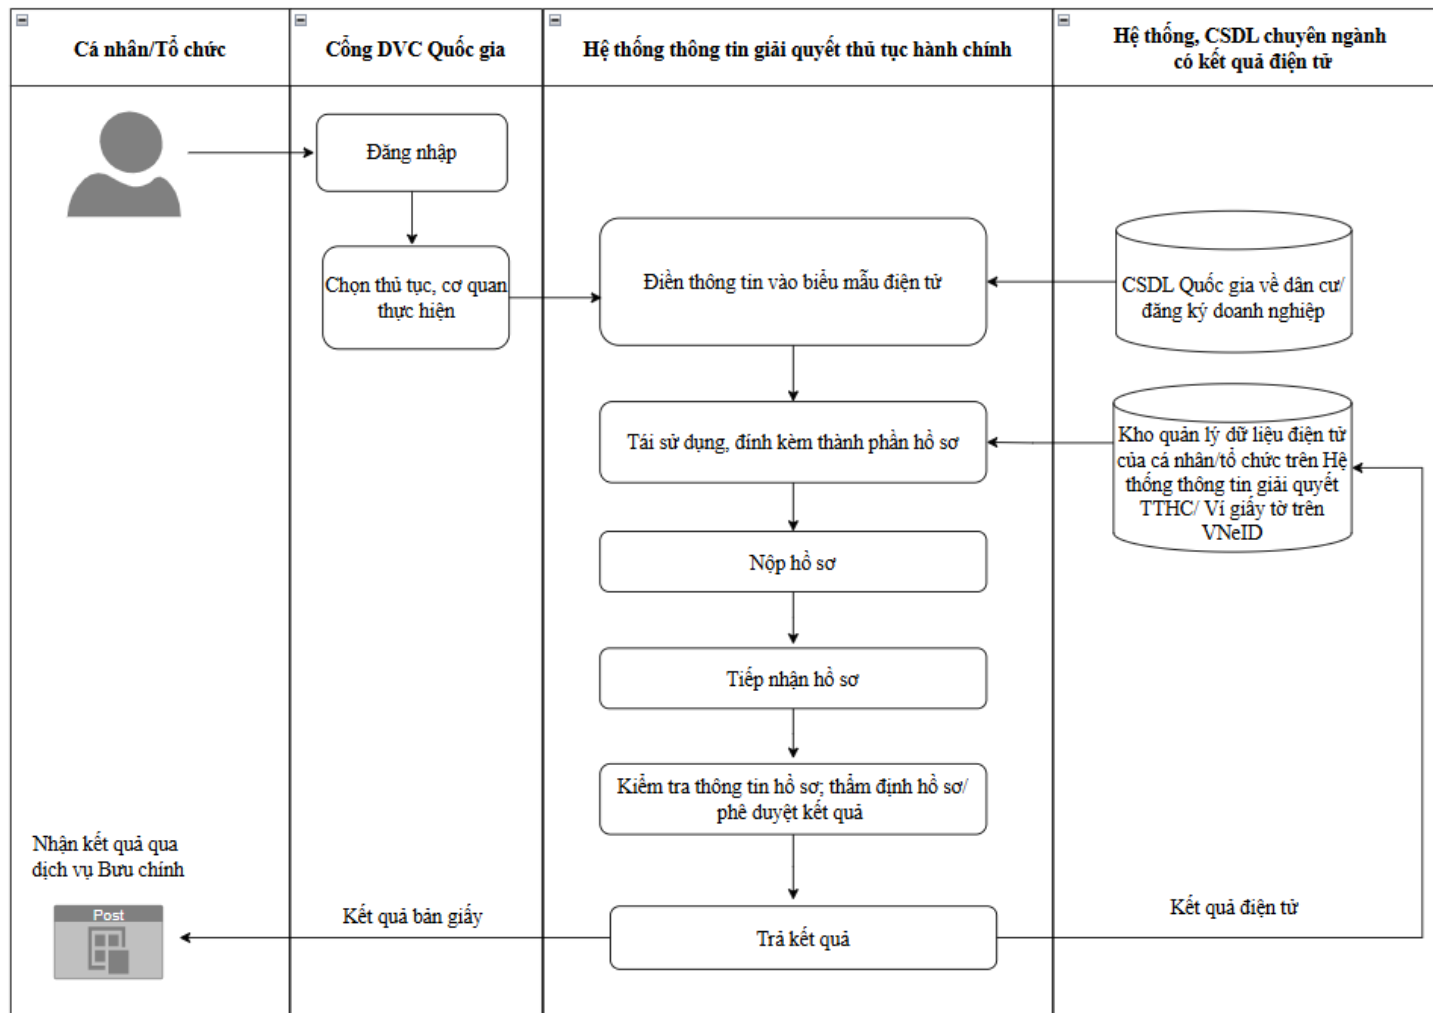 Cá nhân/Tổ chức
Cổng DVC Quốc gia
Hệ thống thông tin giải quyết thủ tục hành chính
Hệ thống, CSDL chuyên ngành
có kết quả điện tử
Đăng nhập
Chọn thủ tục, cơ quan
thực hiện
Điền thông tin vào biểu mẫu điện tử
CSDL Quốc gia về dân cư/
đăng ký doanh nghiệp
Tái sử dụng, đính kèm thành phần hồ sơ
Kho quản lý dữ liệu điện tử
của cá nhân/tổ chức trên Hệ
thống thông tin giải quyết
TTHC/ Ví giấy tờ trên
VNeID
Nộp hồ sơ
Tiếp nhận hồ sơ
Kiểm tra thông tin hồ sơ; thẩm định hồ sơ/
phê duyệt kết quả
Nhận kết quả qua
dịch vụ Bưu chính
Post
Kết quả bản giấy
Trả kết quả
Kết quả điện tử